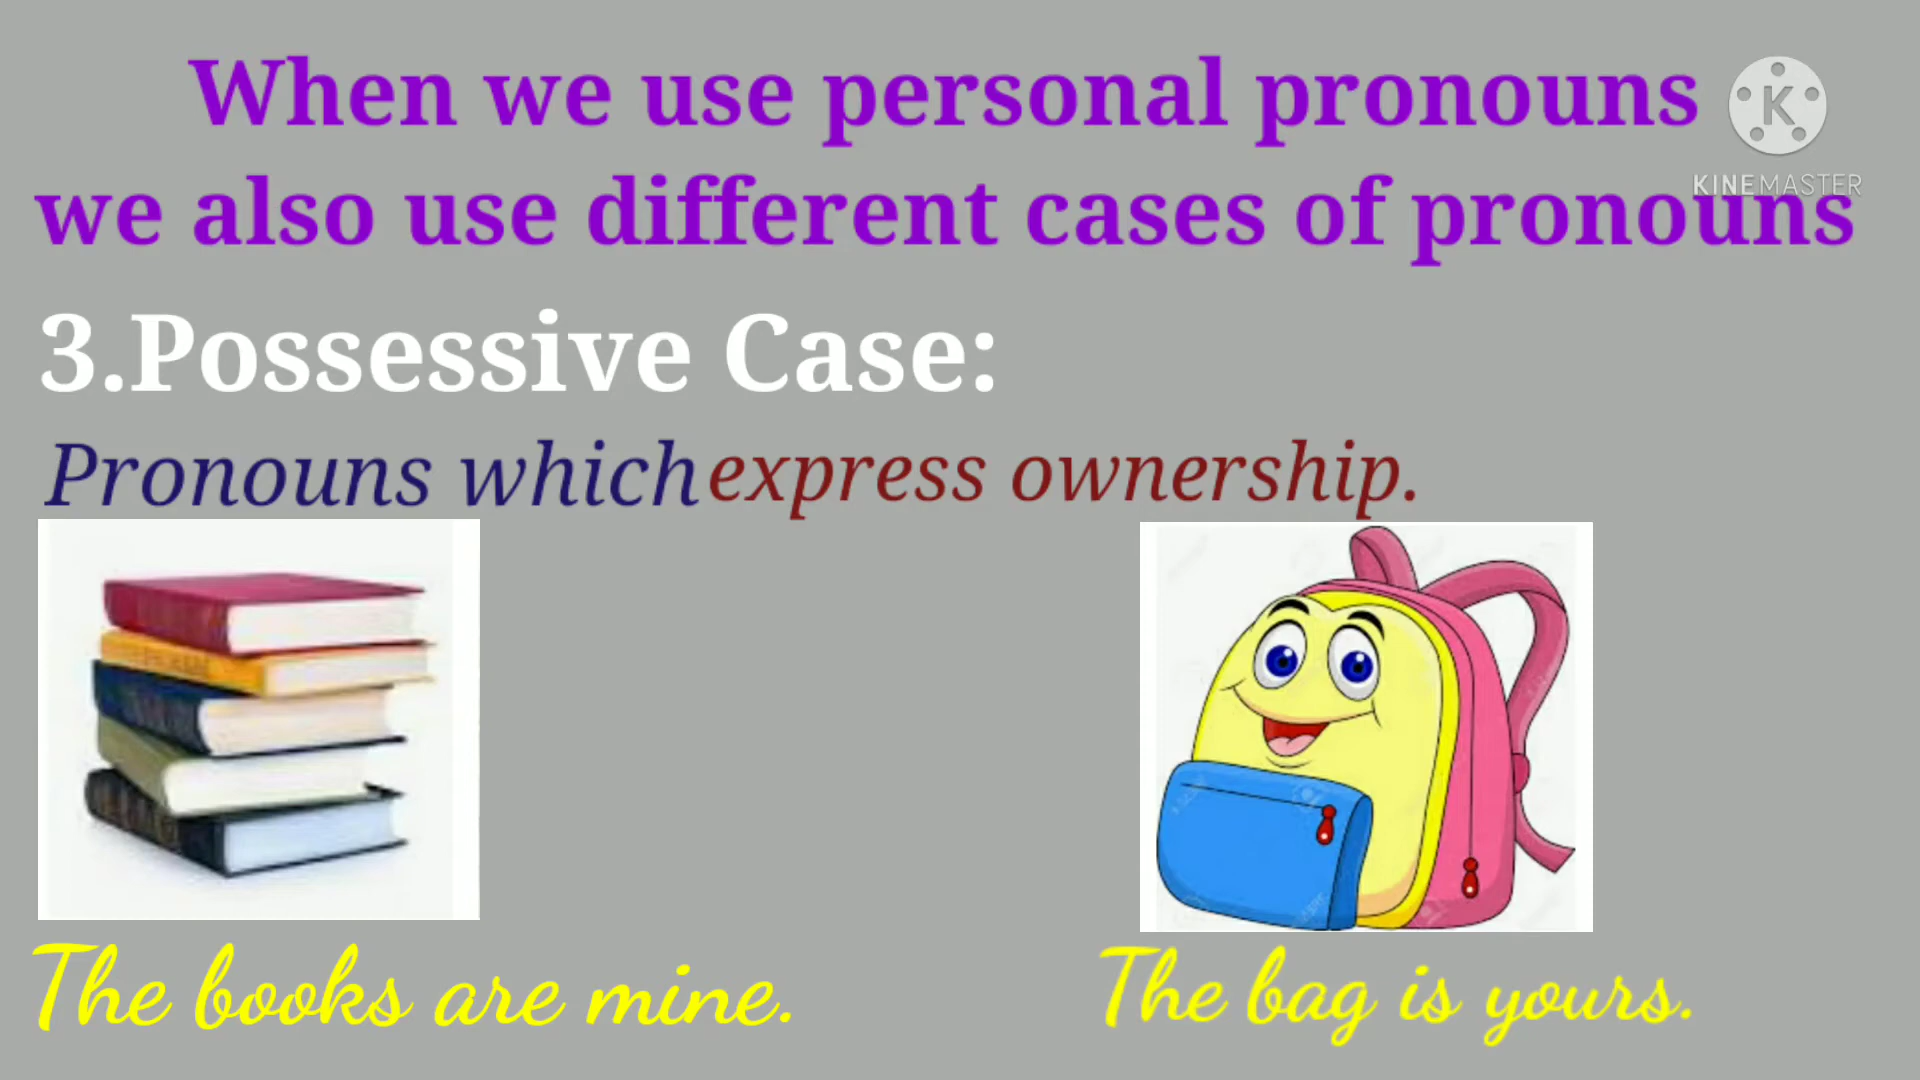 When we use personal pronouns
K
KINEMASTER
we also use different cases of pronouns
3.Possessive Case:
Pronouns which express ownership.
The books are mine.
The bag is yours.